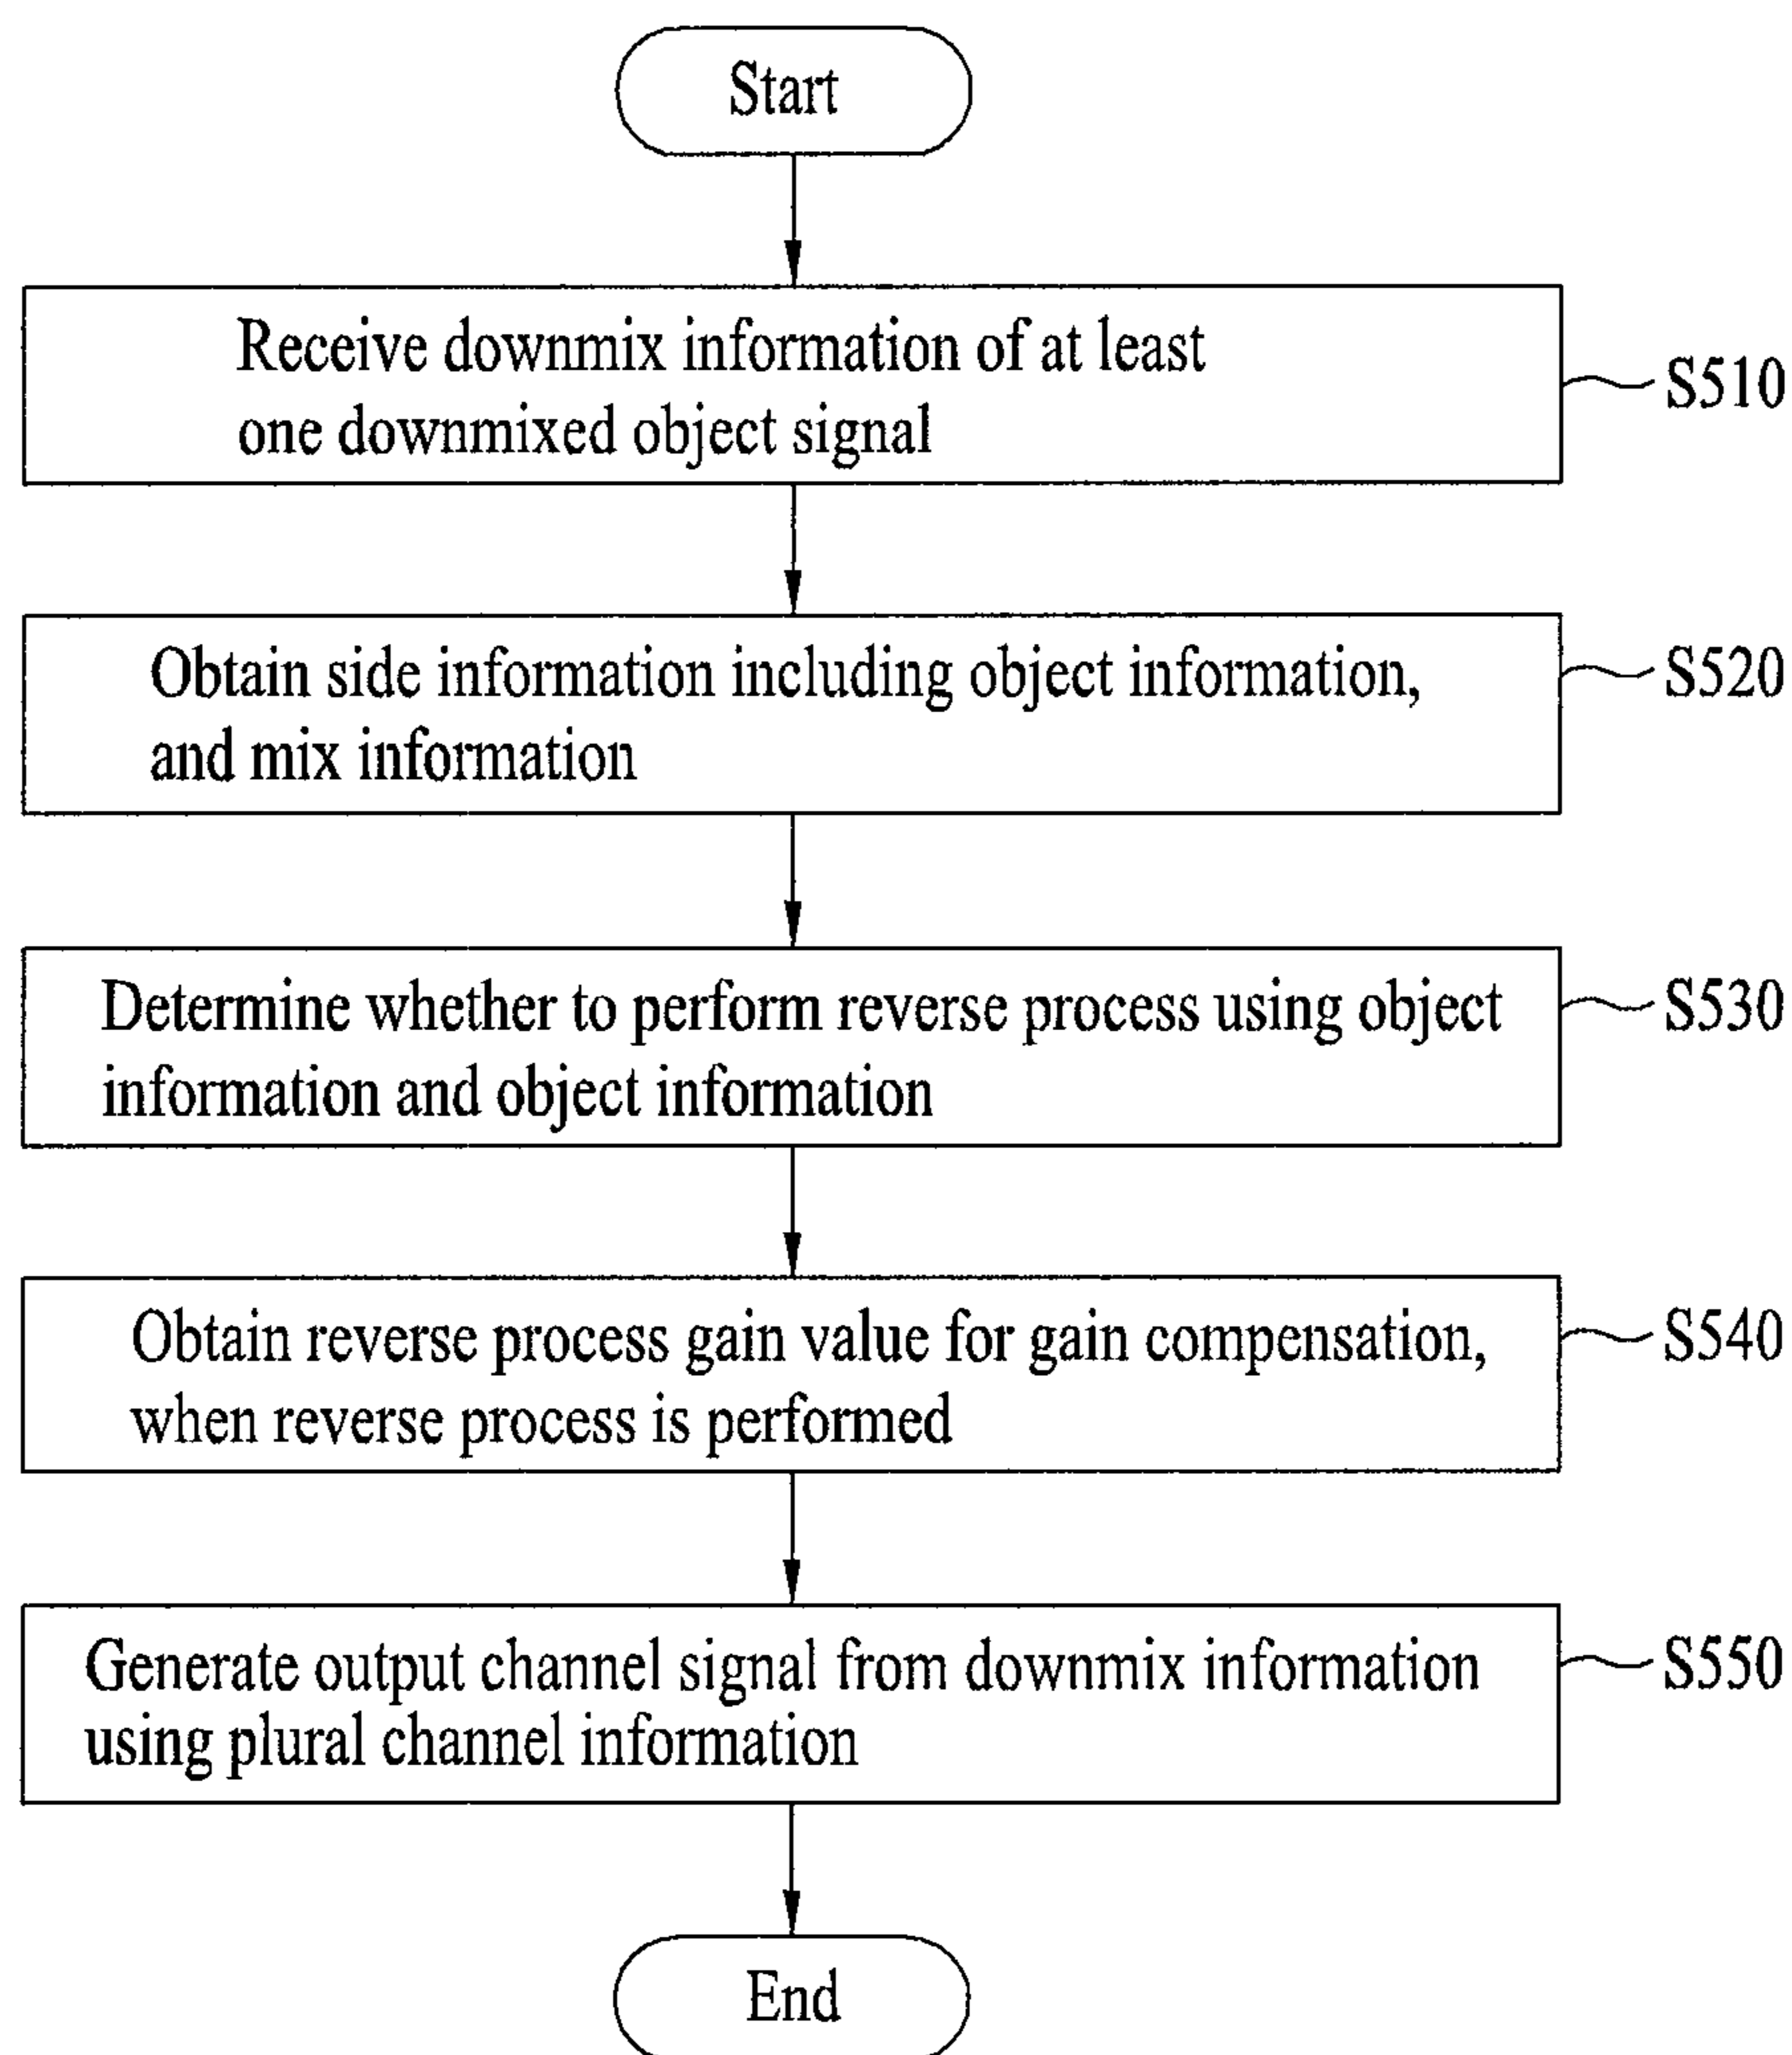 Start
Receive downmix information of at least
one downmixed object signal
S510
Obtain side information including object information,
and mix information
S520
Determine whether to perform reverse process using object
information and object information
S530
Obtain reverse process gain value for gain compensation,
when reverse process is performed
S540
Generate output channel signal from downmix information
using plural channel information
S550
End